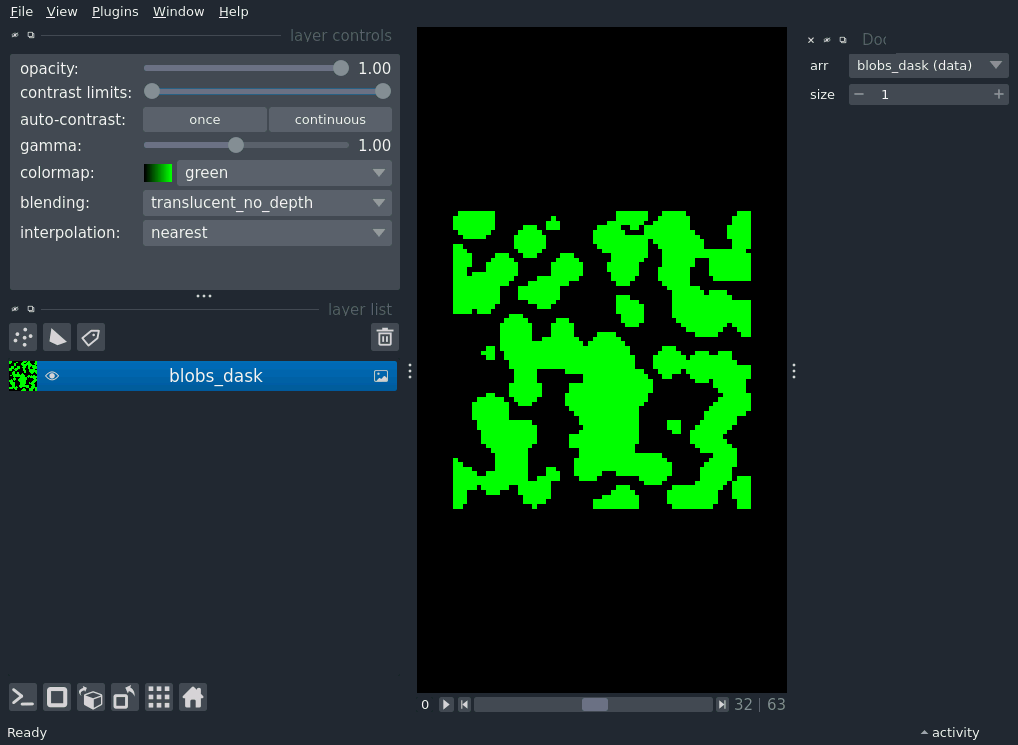 File View Plugins Window Help
layer controls
opacity: 1.00
contrast limits:
auto-contrast: once continuous
gamma: 1.00
colormap: green
blending: translucent_no_depth
interpolation: nearest
layer list
blobs_dask
0 32 | 63
Ready
arr blobs_dask (data)
size − 1 +
activity